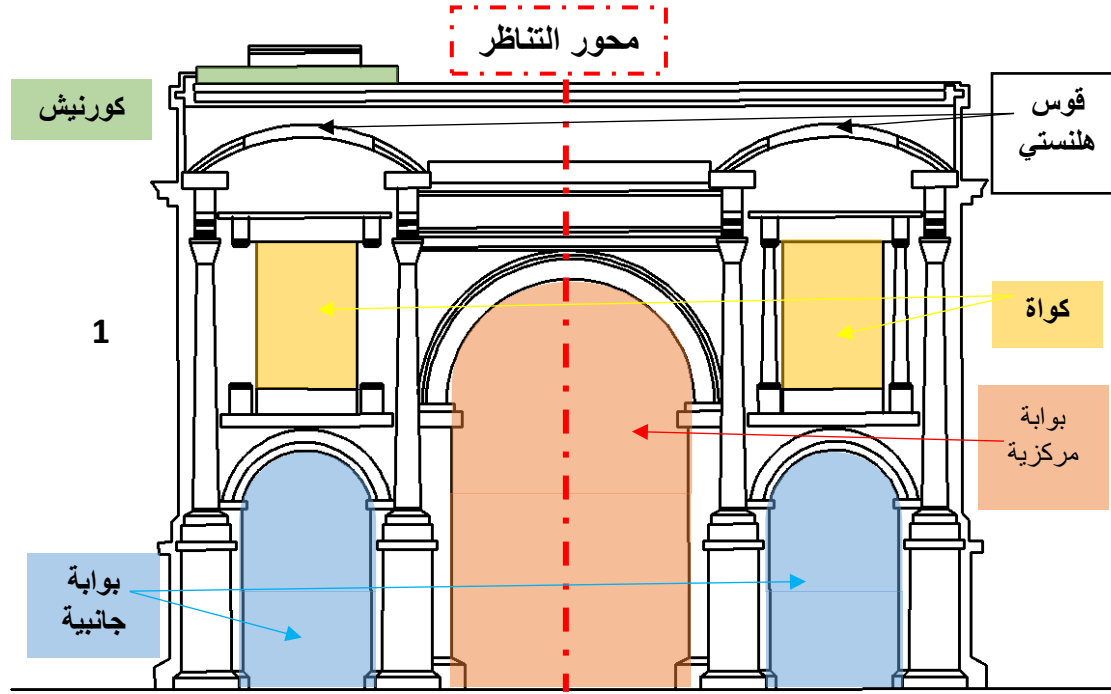 محور التناظر
كورنيش
قوس
هلنستي
1
كواة
بوابة
مركزية
بوابة
جانبية